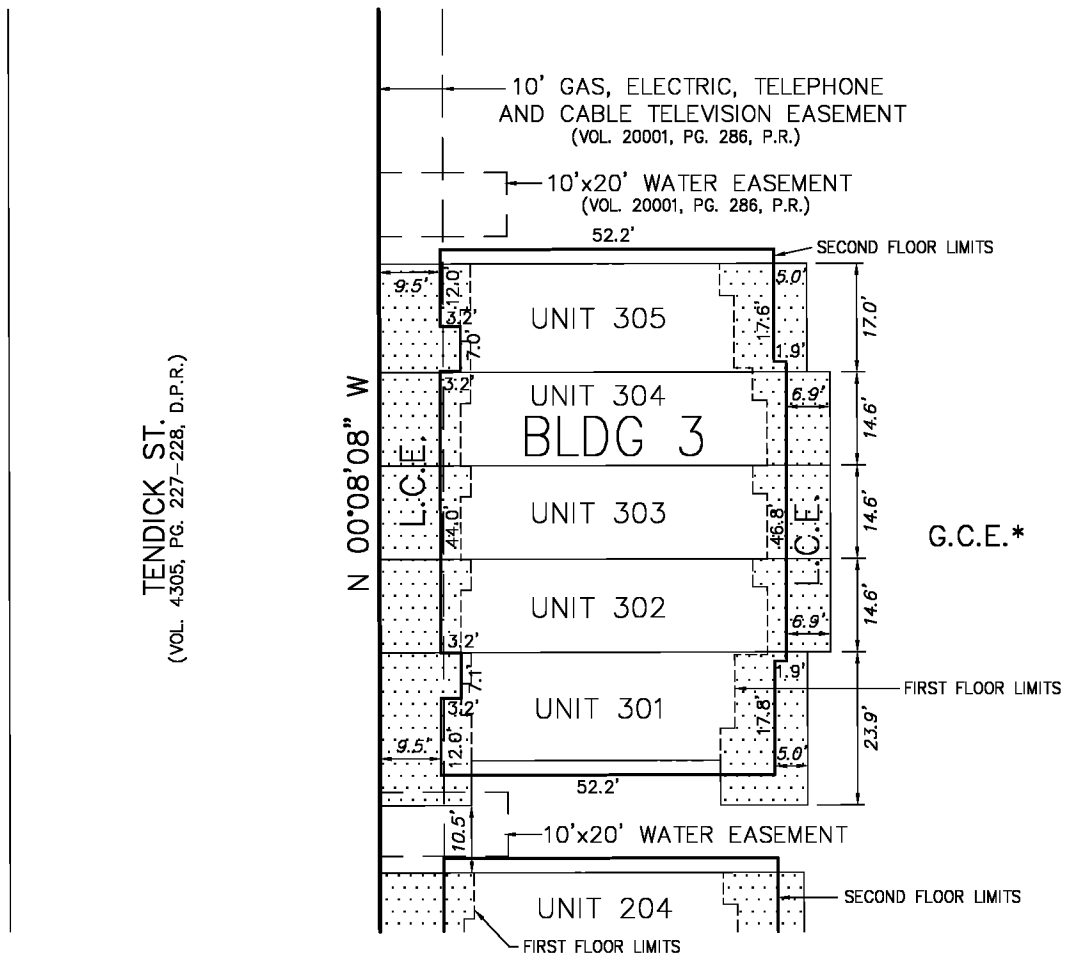 10' GAS, ELECTRIC, TELEPHONE
AND CABLE TELEVISION EASEMENT
(VOL. 20001, PG. 286, P.R.)
10'x20' WATER EASEMENT
(VOL. 20001, PG. 286, P.R.)
52.2'
SECOND FLOOR LIMITS
9.5'
12.0'
5.0'
3.2'
UNIT 305
17.6'
17.0'
7.0'
1.9'
3.2'
UNIT 304
6.9'
14.6'
BLDG 3
TENDICK ST.
(VOL. 4305, PG. 227-228, D.P.R.)
N 00°08'08" W
L.C.E.
44.0'
UNIT 303
46.8'
L.C.E.
14.6'
G.C.E.*
UNIT 302
6.9'
14.6'
3.2'
1.9'
7.1'
FIRST FLOOR LIMITS
3.2'
UNIT 301
17.8'
23.9'
9.5'
12.0'
5.0'
52.2'
10.5'
10'x20' WATER EASEMENT
SECOND FLOOR LIMITS
UNIT 204
FIRST FLOOR LIMITS